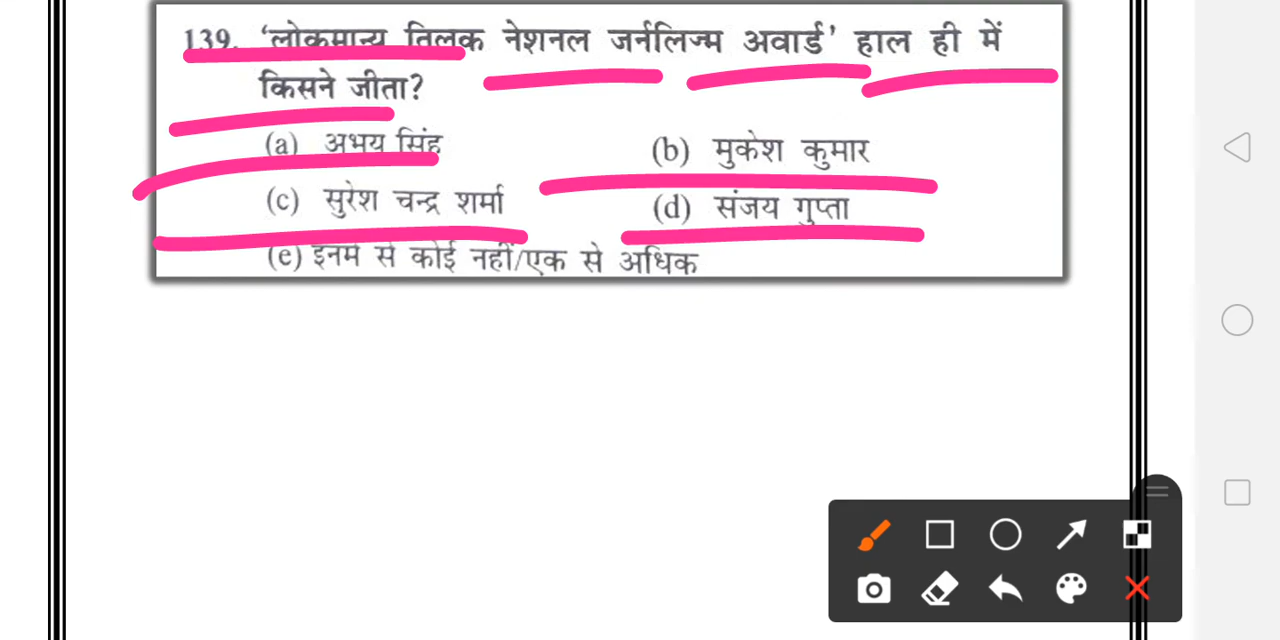 139. ‘लोकमान्य तिलक नेशनल जर्नलिज्म अवार्ड’ हाल ही में
किसने जीता?
(a) अभय सिंह (b) मुकेश कुमार
(c) सुरेश चन्द्र शर्मा (d) संजय गुप्ता
(e) इनमें से कोई नहीं/एक से अधिक